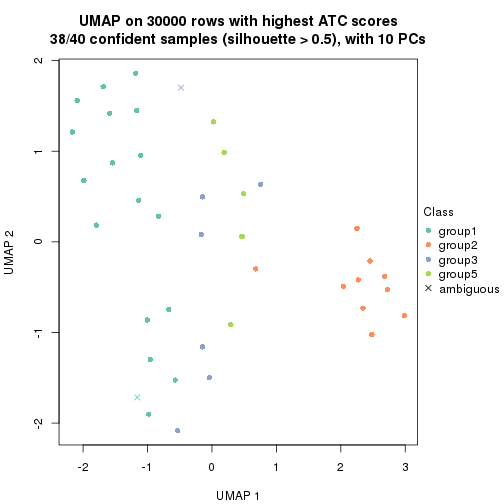 UMAP on 30000 rows with highest ATC scores
38/40 confident samples (silhouette > 0.5), with 10 PCs
2
1
0
-1
-2
UMAP 2
-2
-1
0
1
2
3
UMAP 1
Class
group1
group2
group3
group5
ambiguous